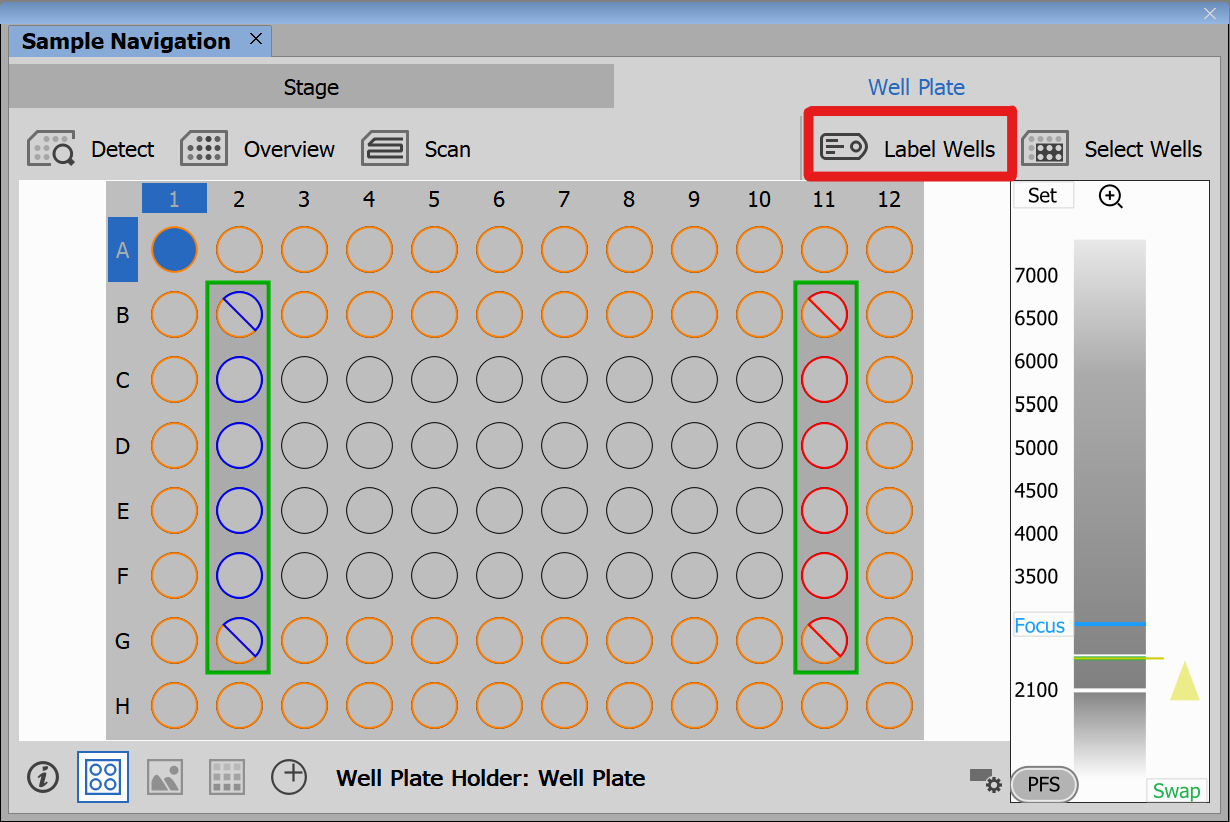 Sample Navigation
Stage Well Plate
Detect Overview Scan Label Wells Select Wells
1 2 3 4 5 6 7 8 9 10 11 12
Set
A
B
C
D
E
F
G
H
7000
6500
6000
5500
5000
4500
4000
3500
Focus
2100
Well Plate Holder: Well Plate
PFS
Swap